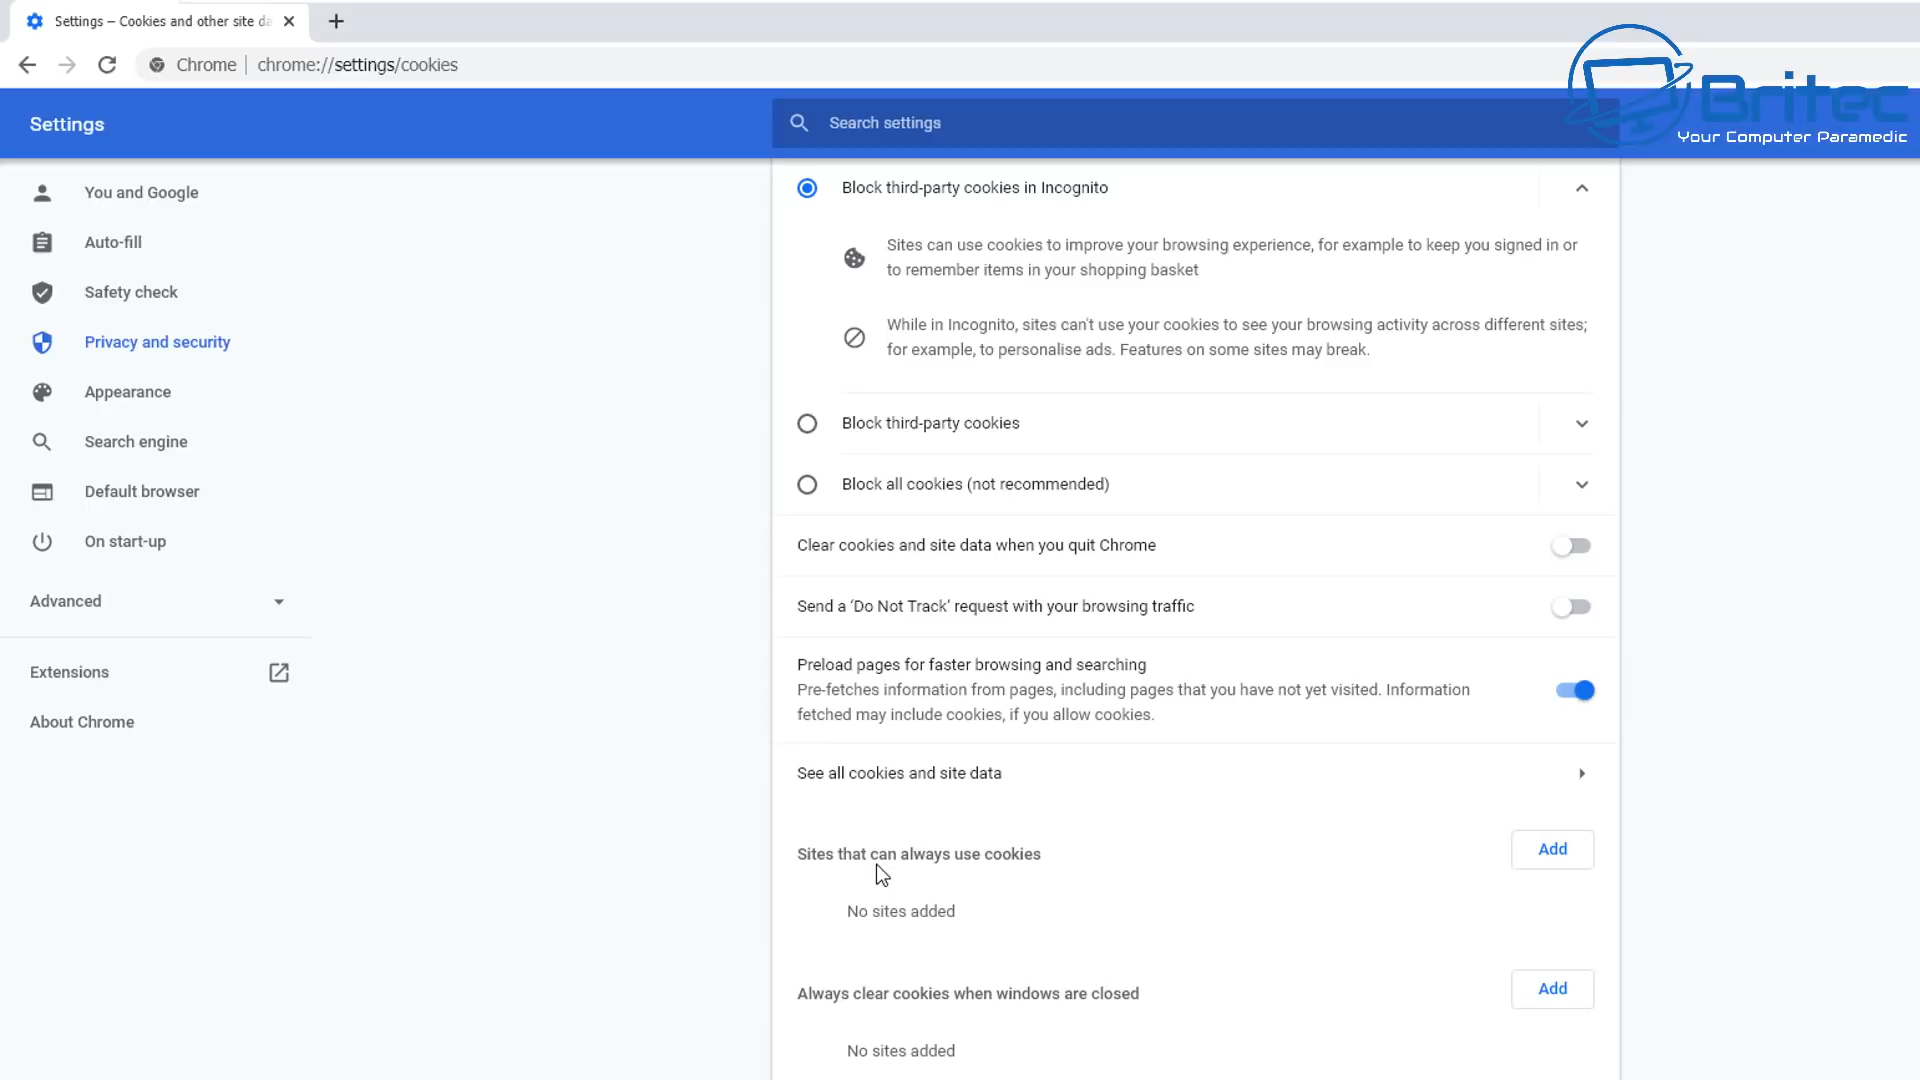 Settings – Cookies and other site da
Chrome
chrome://settings/cookies
Britec
Your Computer Paramedic
Settings
Search settings
You and Google
Auto-fill
Safety check
Privacy and security
Appearance
Search engine
Default browser
On start-up
Advanced
Extensions
About Chrome
Block third-party cookies in Incognito
Sites can use cookies to improve your browsing experience, for example to keep you signed in or
to remember items in your shopping basket
While in Incognito, sites can't use your cookies to see your browsing activity across different sites;
for example, to personalise ads. Features on some sites may break.
Block third-party cookies
Block all cookies (not recommended)
Clear cookies and site data when you quit Chrome
Send a ‘Do Not Track’ request with your browsing traffic
Preload pages for faster browsing and searching
Pre-fetches information from pages, including pages that you have not yet visited. Information
fetched may include cookies, if you allow cookies.
See all cookies and site data
Sites that can always use cookies
Add
No sites added
Always clear cookies when windows are closed
Add
No sites added